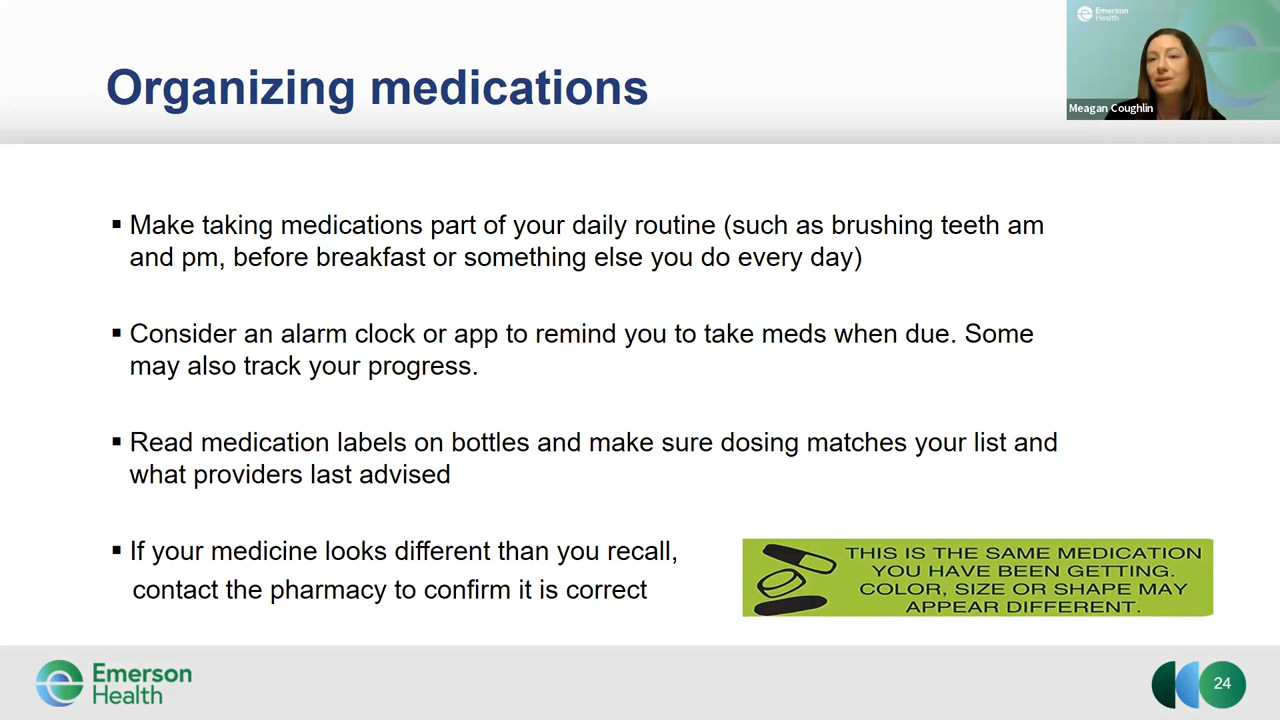 Emerson
Health
Meagan Coughlin
Organizing medications
▪ Make taking medications part of your daily routine (such as brushing teeth am
and pm, before breakfast or something else you do every day)
▪ Consider an alarm clock or app to remind you to take meds when due. Some
may also track your progress.
▪ Read medication labels on bottles and make sure dosing matches your list and
what providers last advised
▪ If your medicine looks different than you recall,
contact the pharmacy to confirm it is correct
THIS IS THE SAME MEDICATION
YOU HAVE BEEN GETTING.
COLOR, SIZE OR SHAPE MAY
APPEAR DIFFERENT.
Emerson
Health
24